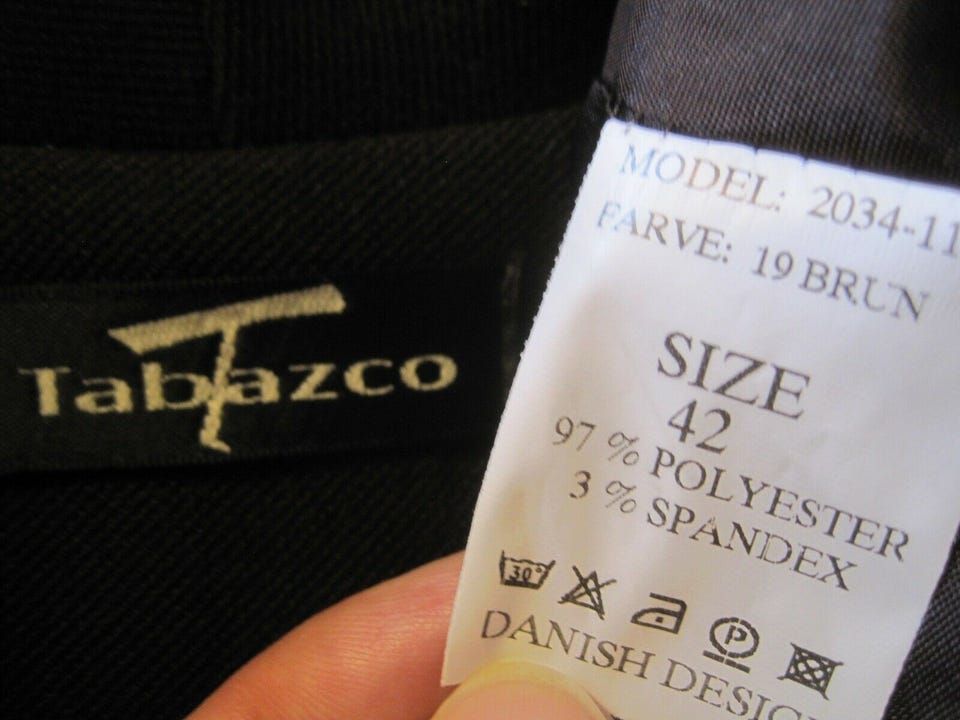 Tabazco
T
MODEL: 2034-11
FARVE: 19 BRUN
SIZE
42
97 % POLYESTER
3 % SPANDEX
30°
P
DANISH DESIGN